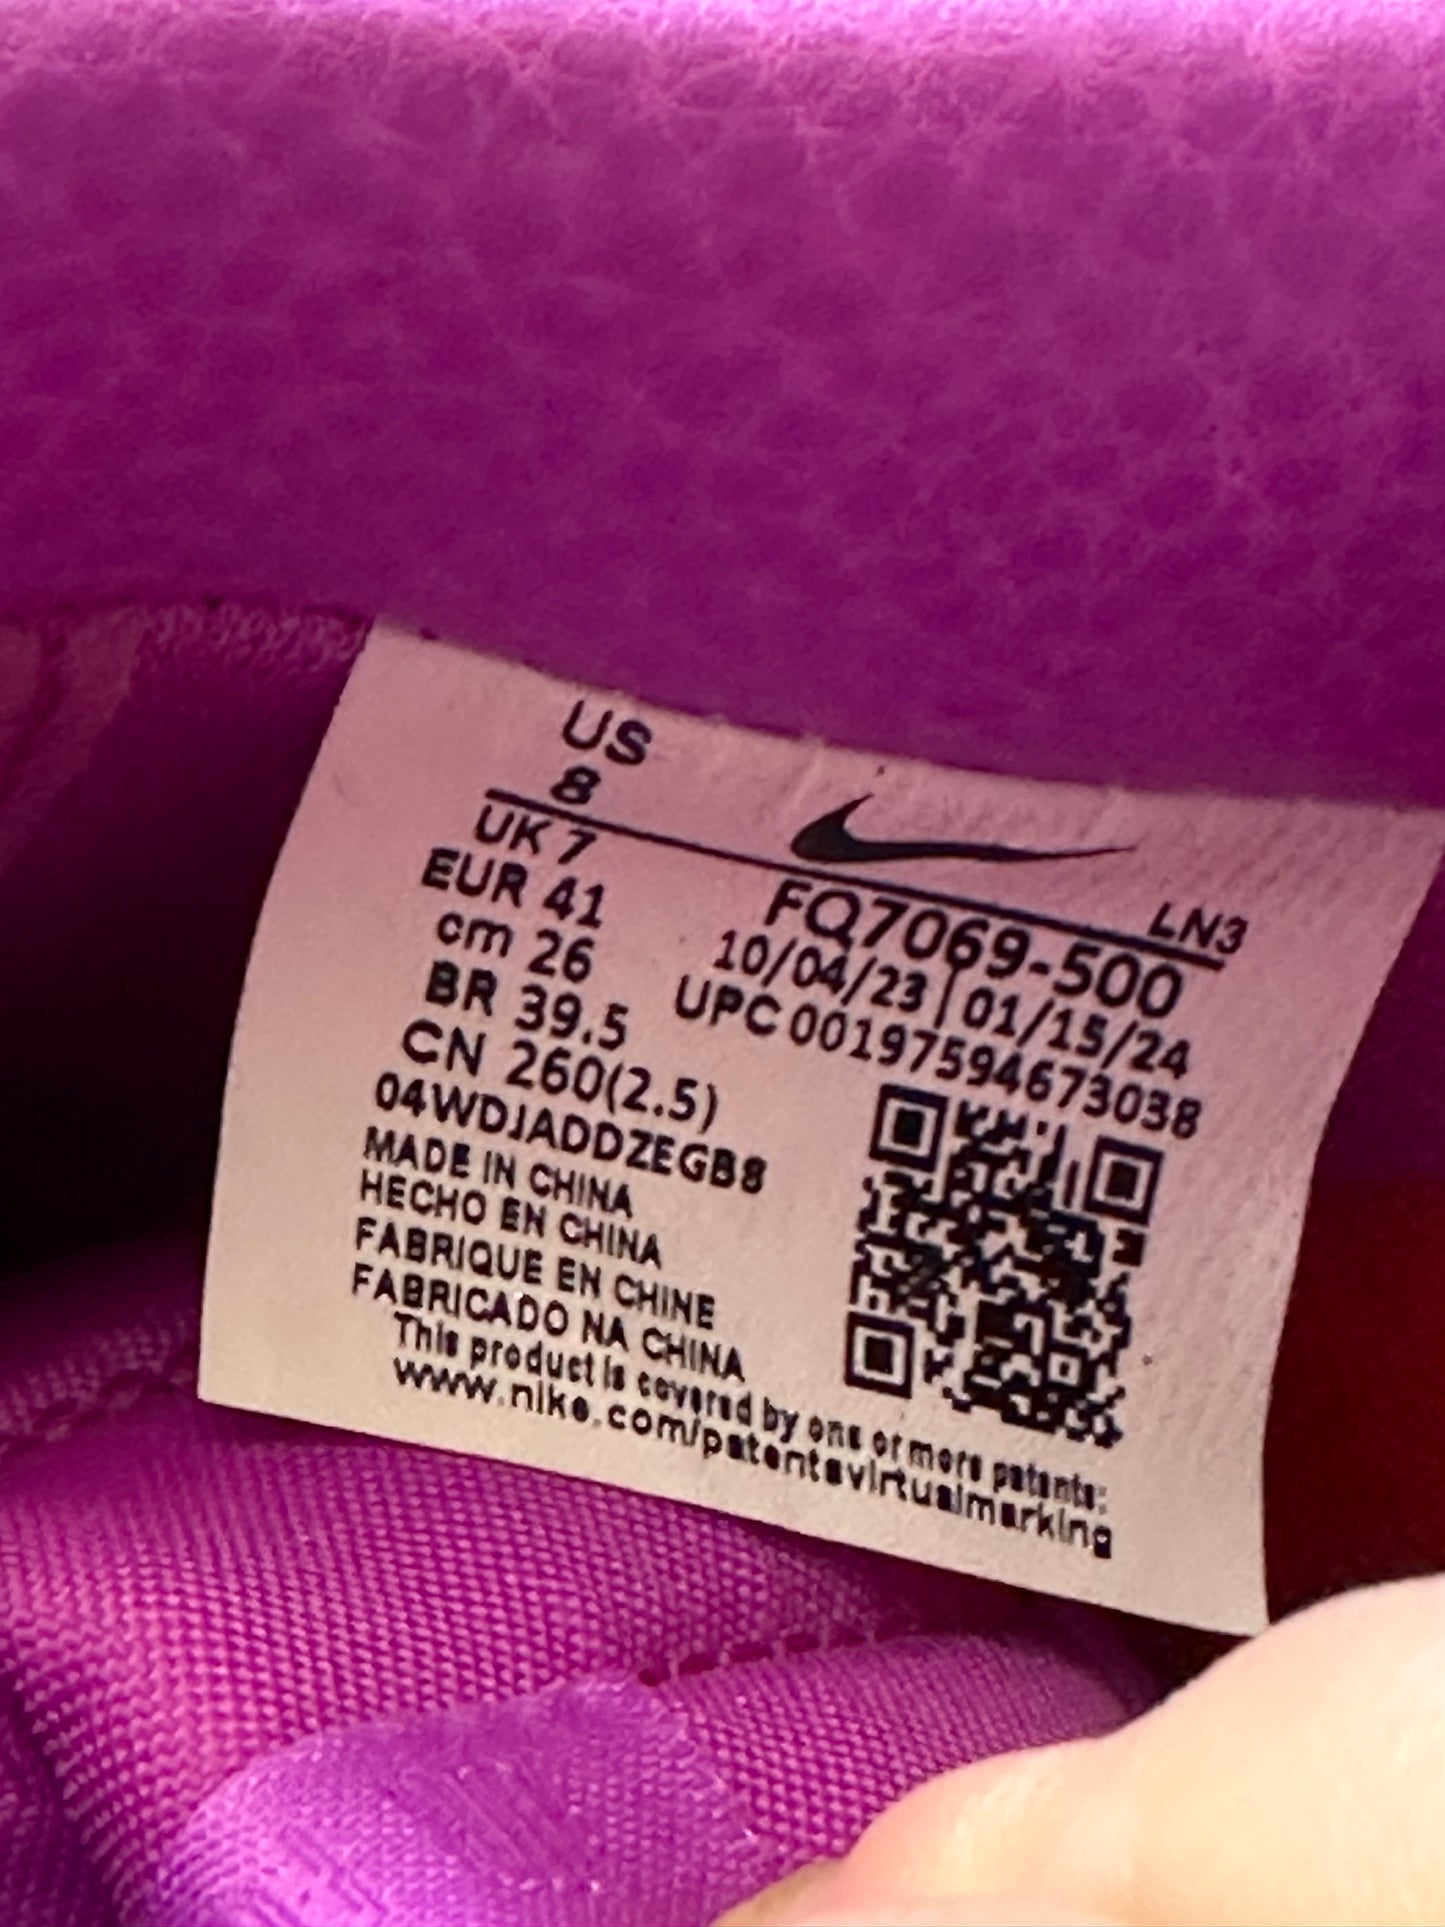 US
8
LN3
UK 7
EUR 41
cm 26
BR 39.5
CN 260(2.5)
FQ7069-500
10/04/23 | 01/15/24
UPC 00197594673038
04WDJADDZEGB8
MADE IN CHINA
HECHO EN CHINA
FABRIQUE EN CHINE
FABRICADO NA CHINA
This product is covered by one or more patents:
www.nike.com/patentsvirtualmarking